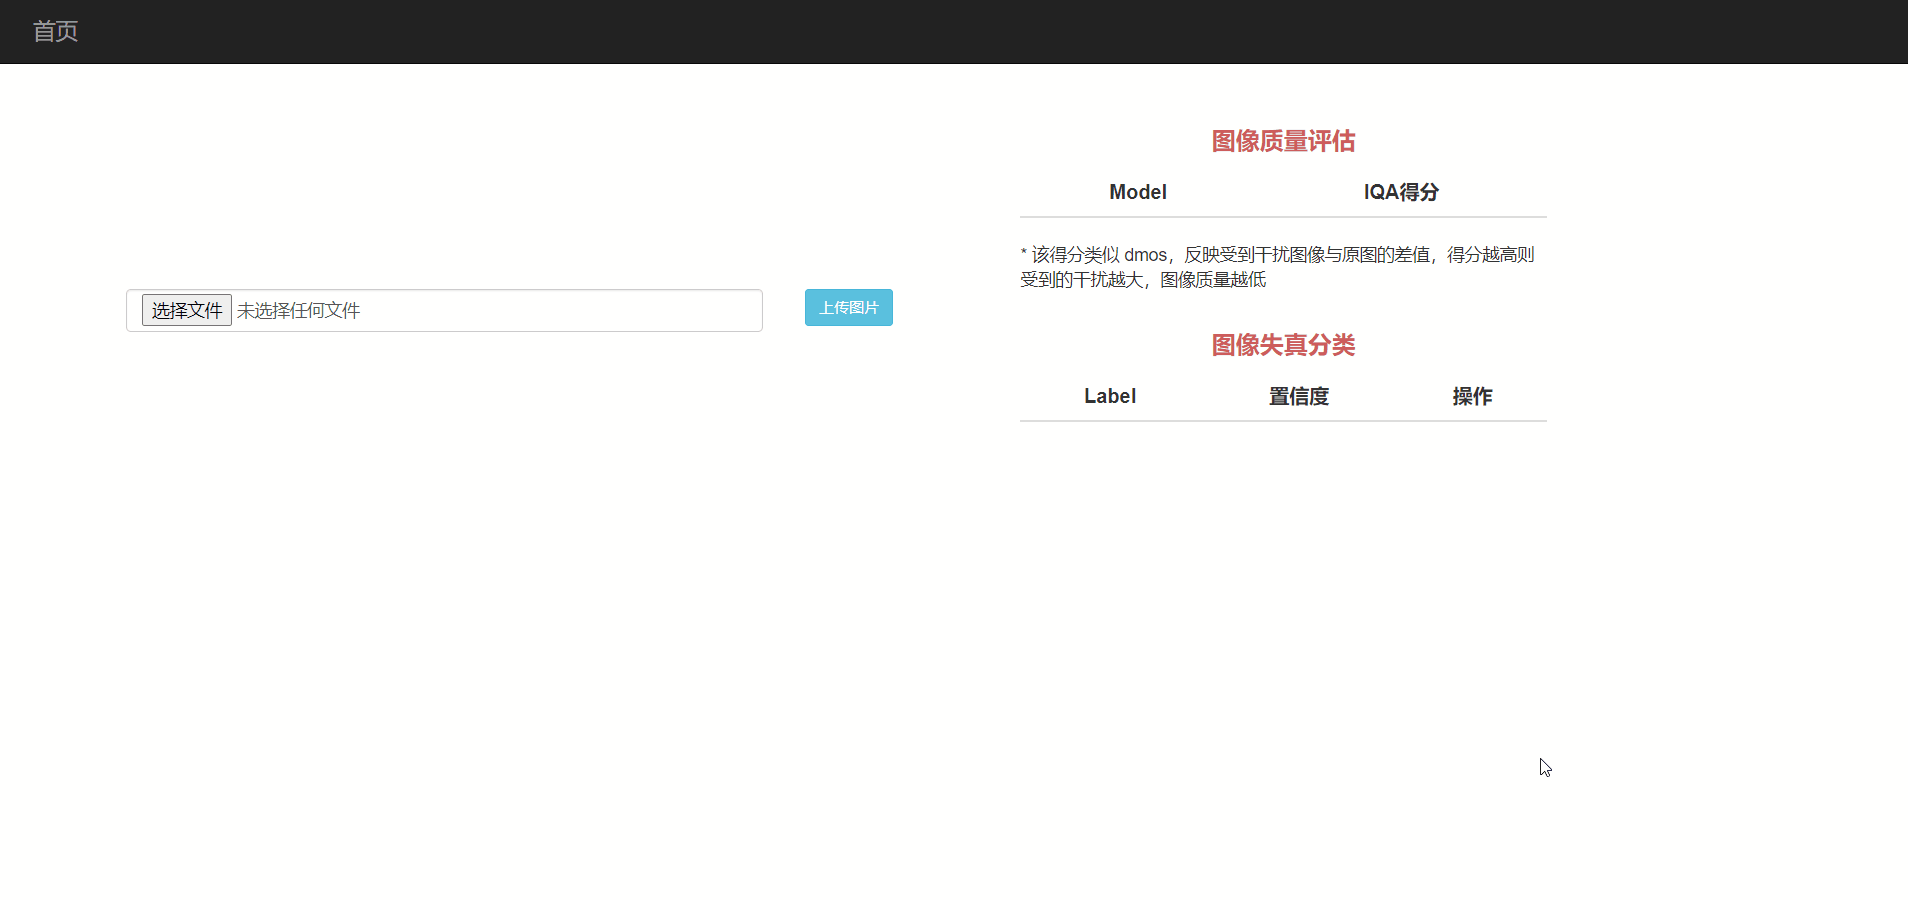 首页
选择文件 未选择任何文件
上传图片
图像质量评估
Model IQA得分
* 该得分类似 dmos，反映受到干扰图像与原图的差值，得分越高则
受到的干扰越大，图像质量越低
图像失真分类
Label 置信度 操作